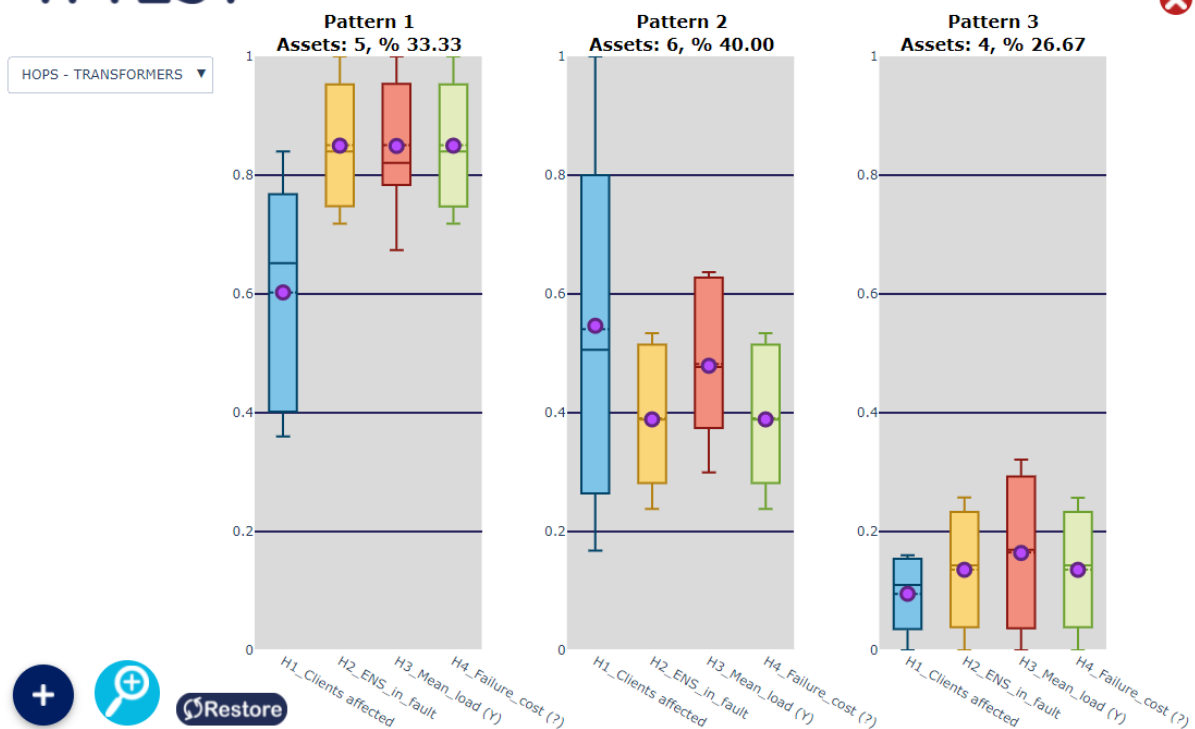 Pattern 1
Assets: 5, % 33.33
Pattern 2
Assets: 6, % 40.00
Pattern 3
Assets: 4, % 26.67
HOPS - TRANSFORMERS ▼
1
0.8
0.6
0.4
0.2
0
H1_Clients affected
H2_ENS_in_fault
H3_Mean_load (Y)
H4_Failure_cost (?)
1
0.8
0.6
0.4
0.2
0
H1_Clients affected
H2_ENS_in_fault
H3_Mean_load (Y)
H4_Failure_cost (?)
1
0.8
0.6
0.4
0.2
0
H1_Clients affected
H2_ENS_in_fault
H3_Mean_load (Y)
H4_Failure_cost (?)
Restore